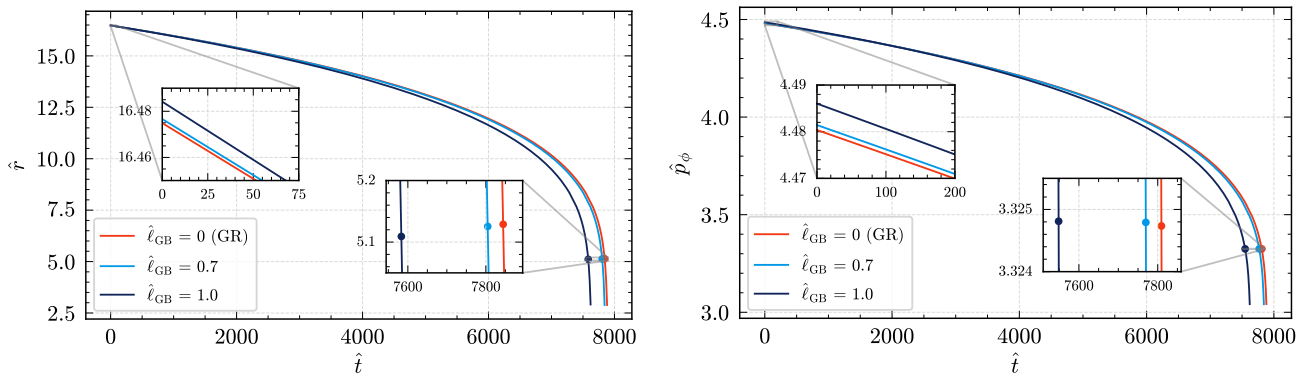 15.0
12.5
10.0
7.5
5.0
2.5
r̂
16.48
16.46
0 25 50 75
5.2
5.1
7600 7800
ℓ̂GB = 0 (GR)
ℓ̂GB = 0.7
ℓ̂GB = 1.0
0 2000 4000 6000 8000
t̂
4.5
4.0
3.5
3.0
p̂ϕ
4.49
4.48
4.47
0 100 200
3.325
3.324
7600 7800
ℓ̂GB = 0 (GR)
ℓ̂GB = 0.7
ℓ̂GB = 1.0
0 2000 4000 6000 8000
t̂